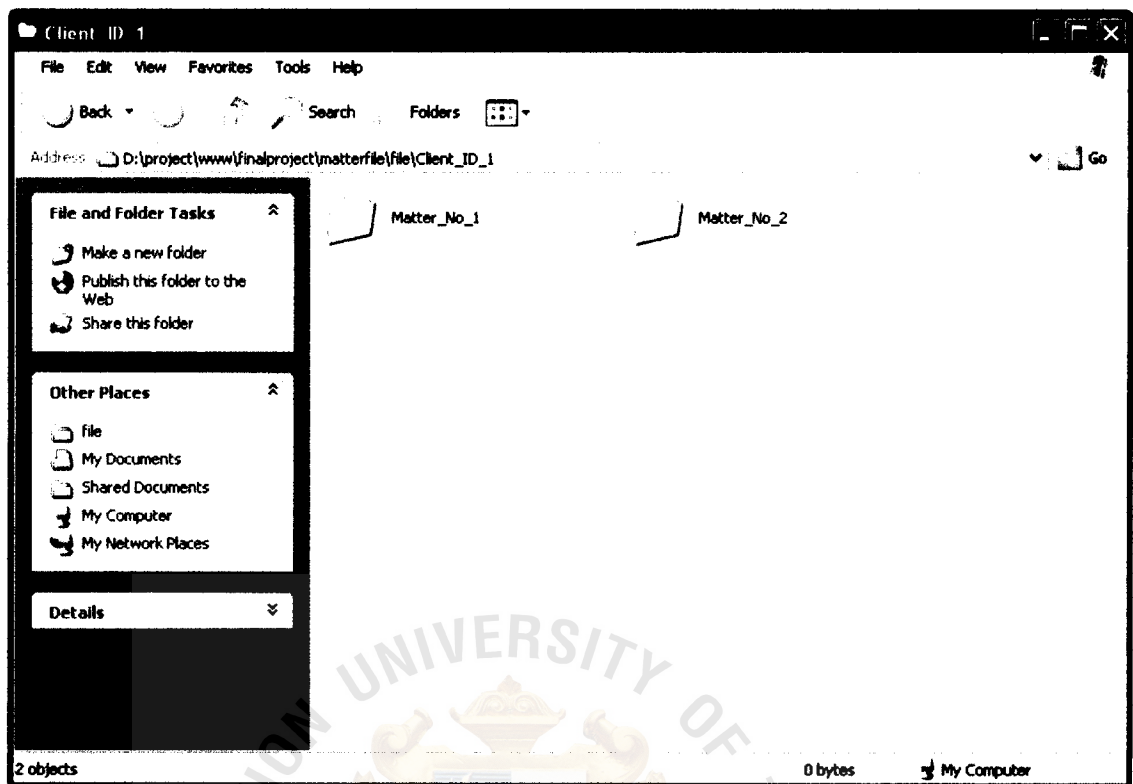 Client ID 1
File Edit View Favorites Tools Help
Back Search Folders
Address D:\project\www\finalproject\matterfile\file\Client_ID_1 Go
File and Folder Tasks
Make a new folder
Publish this folder to the
Web
Share this folder
Matter_No_1 Matter_No_2
Other Places
file
My Documents
Shared Documents
My Computer
My Network Places
Details
UNIVERSITY OF
2 objects 0 bytes My Computer